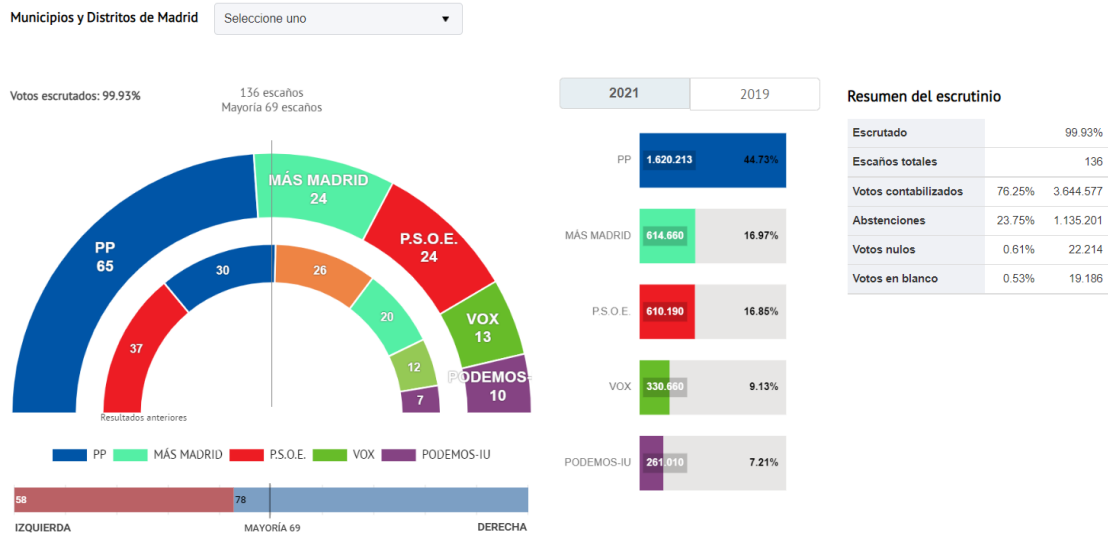 Municipios y Distritos de Madrid
Seleccione uno
Votos escrutados: 99.93%
136 escaños
Mayoría 69 escaños
PP
65
MÁS MADRID
24
P.S.O.E.
24
VOX
13
PODEMOS-
10
37
30
26
20
12
7
Resultados anteriores
PP
MÁS MADRID
P.S.O.E.
VOX
PODEMOS-IU
58
78
IZQUIERDA
MAYORÍA 69
DERECHA
2021
2019
PP 1.620.213 44.73%
MÁS MADRID 614.660 16.97%
P.S.O.E. 610.190 16.85%
VOX 330.660 9.13%
PODEMOS-IU 261.010 7.21%
Resumen del escrutinio
Escrutado 99.93%
Escaños totales 136
Votos contabilizados 76.25% 3.644.577
Abstenciones 23.75% 1.135.201
Votos nulos 0.61% 22.214
Votos en blanco 0.53% 19.186